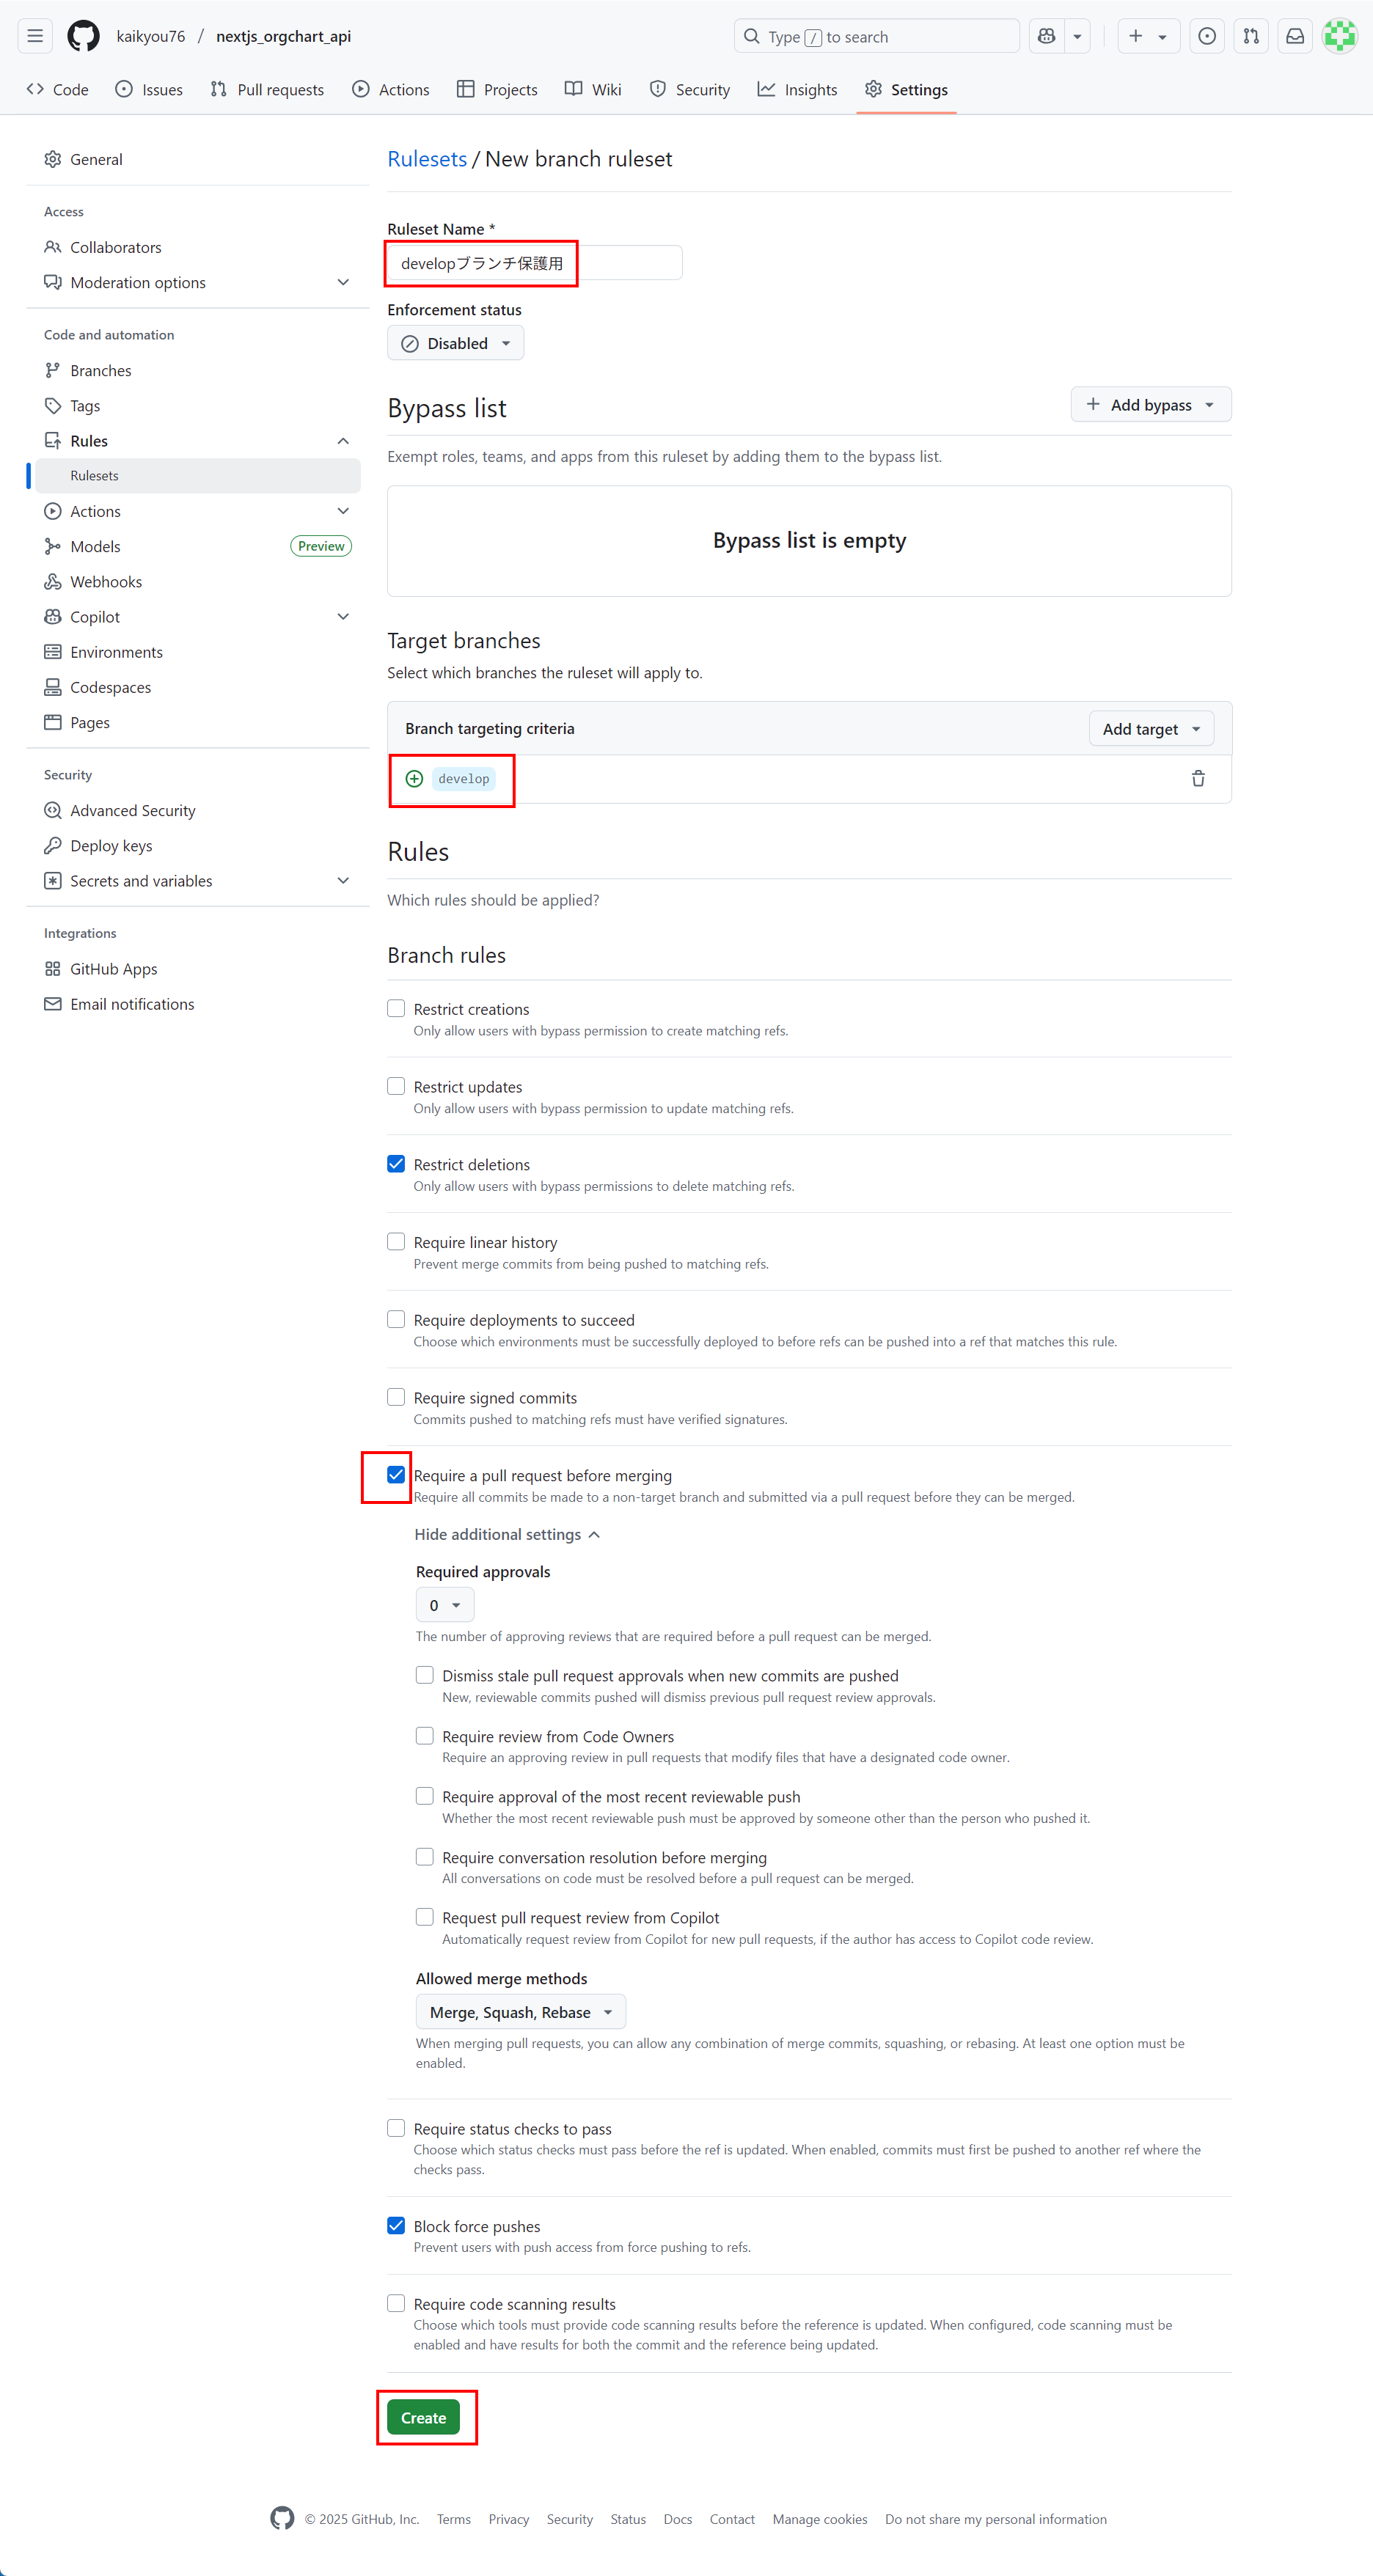 kaikyou76 / nextjs_orgchart_api
Type / to search
Code Issues Pull requests Actions Projects Wiki Security Insights Settings
General
Access
Collaborators
Moderation options
Code and automation
Branches
Tags
Rules
Rulesets
Actions
Models Preview
Webhooks
Copilot
Environments
Codespaces
Pages
Security
Advanced Security
Deploy keys
Secrets and variables
Integrations
GitHub Apps
Email notifications
Rulesets / New branch ruleset
Ruleset Name *
developブランチ保護用
Enforcement status
Disabled
Bypass list
Add bypass
Exempt roles, teams, and apps from this ruleset by adding them to the bypass list.
Bypass list is empty
Target branches
Select which branches the ruleset will apply to.
Branch targeting criteria
Add target
develop
Rules
Which rules should be applied?
Branch rules
Restrict creations
Only allow users with bypass permission to create matching refs.
Restrict updates
Only allow users with bypass permission to update matching refs.
Restrict deletions
Only allow users with bypass permissions to delete matching refs.
Require linear history
Prevent merge commits from being pushed to matching refs.
Require deployments to succeed
Choose which environments must be successfully deployed to before refs can be pushed into a ref that matches this rule.
Require signed commits
Commits pushed to matching refs must have verified signatures.
Require a pull request before merging
Require all commits be made to a non-target branch and submitted via a pull request before they can be merged.
Hide additional settings
Required approvals
0
The number of approving reviews that are required before a pull request can be merged.
Dismiss stale pull request approvals when new commits are pushed
New, reviewable commits pushed will dismiss previous pull request review approvals.
Require review from Code Owners
Require an approving review in pull requests that modify files that have a designated code owner.
Require approval of the most recent reviewable push
Whether the most recent reviewable push must be approved by someone other than the person who pushed it.
Require conversation resolution before merging
All conversations on code must be resolved before a pull request can be merged.
Request pull request review from Copilot
Automatically request review from Copilot for new pull requests, if the author has access to Copilot code review.
Allowed merge methods
Merge, Squash, Rebase
When merging pull requests, you can allow any combination of merge commits, squashing, or rebasing. At least one option must be
enabled.
Require status checks to pass
Choose which status checks must pass before the ref is updated. When enabled, commits must first be pushed to another ref where the
checks pass.
Block force pushes
Prevent users with push access from force pushing to refs.
Require code scanning results
Choose which tools must provide code scanning results before the reference is updated. When configured, code scanning must be
enabled and have results for both the commit and the reference being updated.
Create
© 2025 GitHub, Inc. Terms Privacy Security Status Docs Contact Manage cookies Do not share my personal information